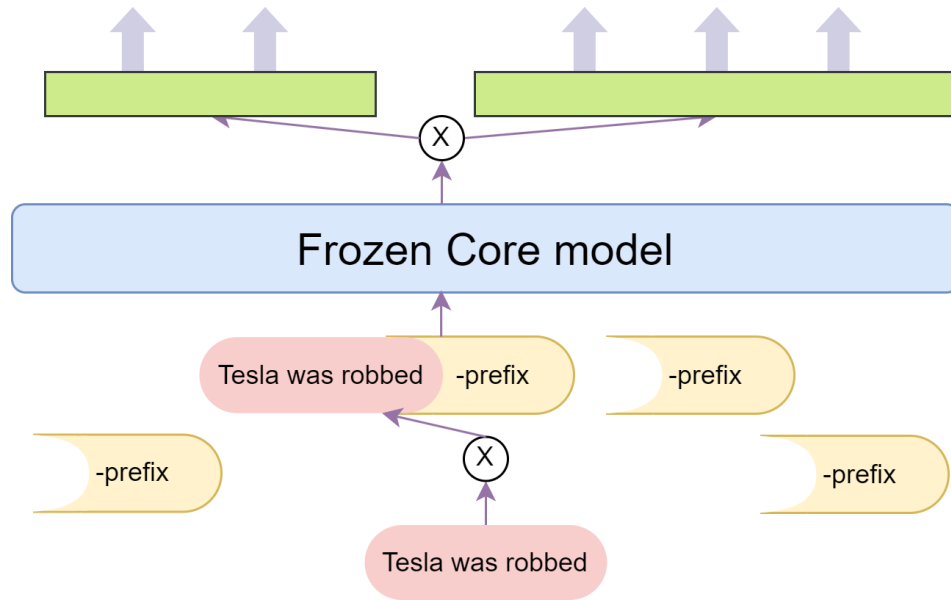 X
Frozen Core model
Tesla was robbed -prefix -prefix
-prefix X -prefix
Tesla was robbed